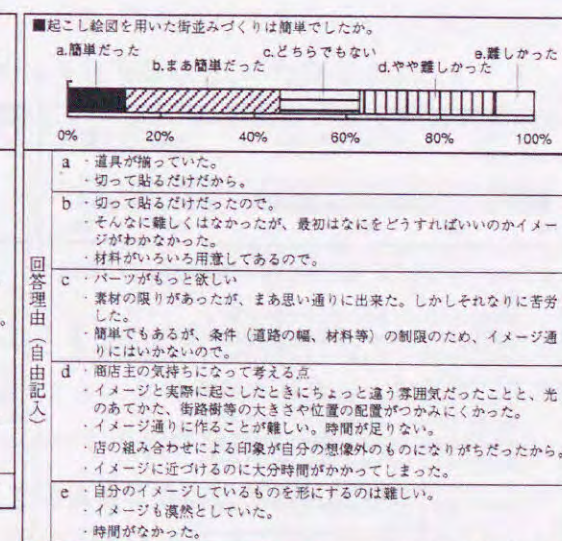 ■起こし絵図を用いた街並みづくりは簡単でしたか。
a.簡単だった
b.まあ簡単だった
c.どちらでもない
d.やや難しかった
e.難しかった
0% 20% 40% 60% 80% 100%
回答理由（自由記入）
a ・道具が揃っていた。
・切って貼るだけだから。
b ・切って貼るだけだったので。
・そんなに難しくはなかったが、最初はなにをどうすればいいのかイメー
ジがわかなかった。
・材料がいろいろ用意してあるので。
c ・パーツがもっと欲しい
・素材の限りがあったが、まあ思い通りに出来た。しかしそれなりに苦労
した。
・簡単でもあるが、条件（道路の幅、材料等）の制限のため、イメージ通
りにはいかないので。
d ・商店主の気持ちになって考える点
・イメージと実際に起こしたときにちょっと違う雰囲気だったことと、光
のあてかた、街路樹等の大きさや位置の配置がつかみにくかった。
・イメージ通りに作ることが難しい。時間が足りない。
・店の組み合わせによる印象が自分の想像外のものになりがちだったから。
・イメージに近づけるのに大分時間がかかってしまった。
e ・自分のイメージしているものを形にするのは難しい。
・イメージも漠然としていた。
・時間がなかった。
。